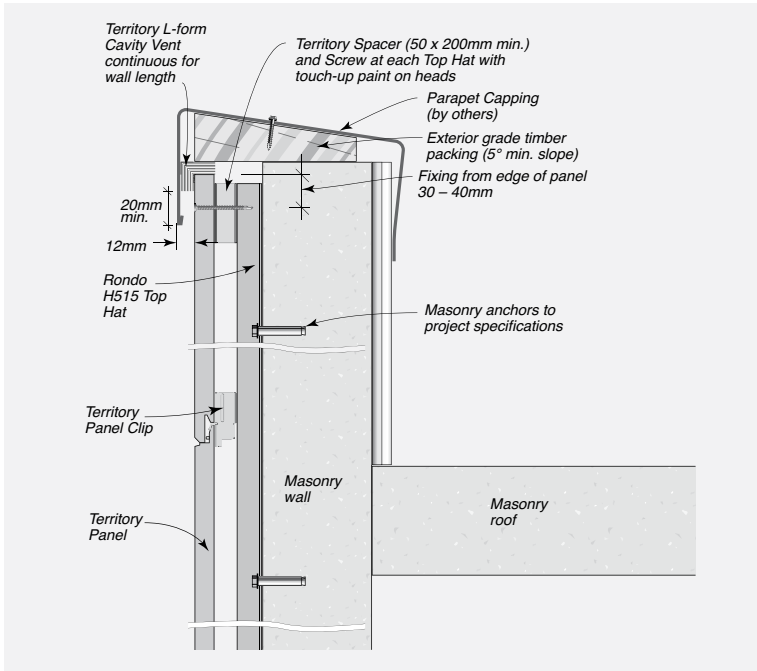 Territory L-form
Cavity Vent
continuous for
wall length
Territory Spacer (50 x 200mm min.)
and Screw at each Top Hat with
touch-up paint on heads
Parapet Capping
(by others)
Exterior grade timber
packing (5° min. slope)
Fixing from edge of panel
30 – 40mm
20mm
min.
12mm
Rondo
H515 Top
Hat
Masonry anchors to
project specifications
Territory
Panel Clip
Masonry
wall
Masonry
roof
Territory
Panel